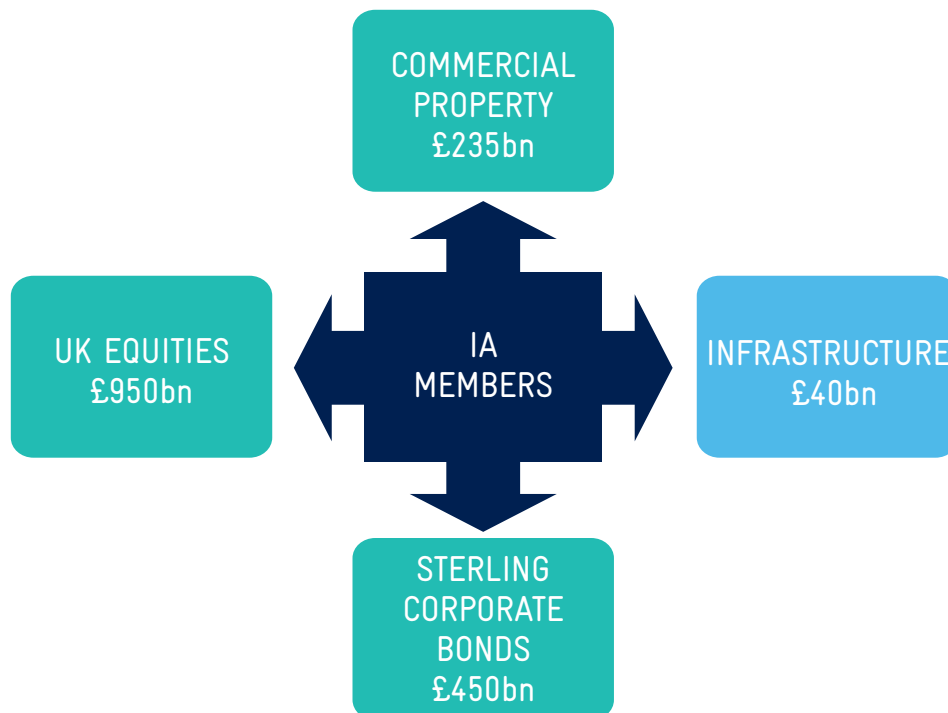 COMMERCIAL
PROPERTY
£235bn
UK EQUITIES
£950bn
IA
MEMBERS
INFRASTRUCTURE
£40bn
STERLING
CORPORATE
BONDS
£450bn